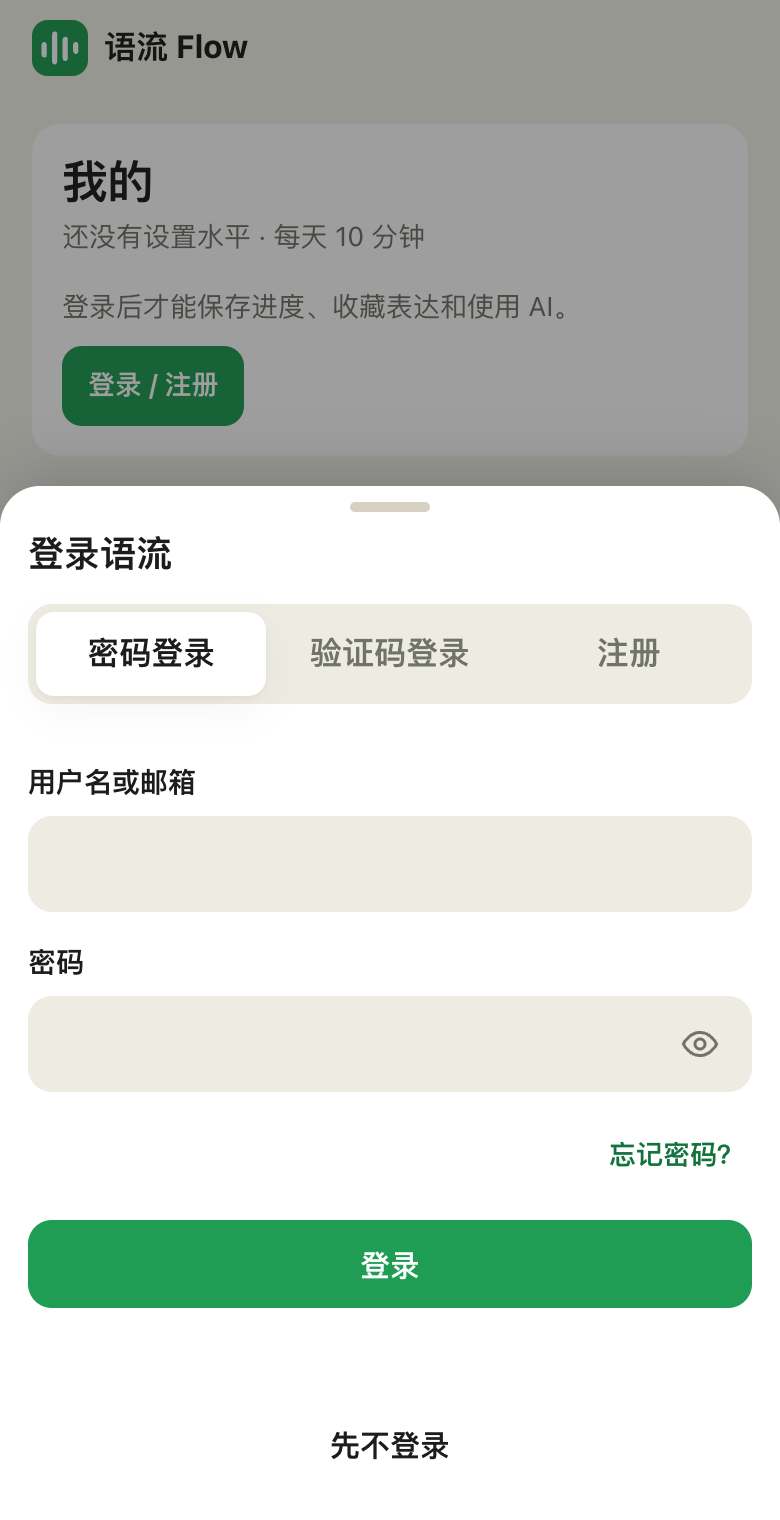 语流 Flow
我的
还没有设置水平 · 每天 10 分钟
登录后才能保存进度、收藏表达和使用 AI。
登录 / 注册
登录语流
密码登录 验证码登录 注册
用户名或邮箱
密码
忘记密码?
登录
先不登录